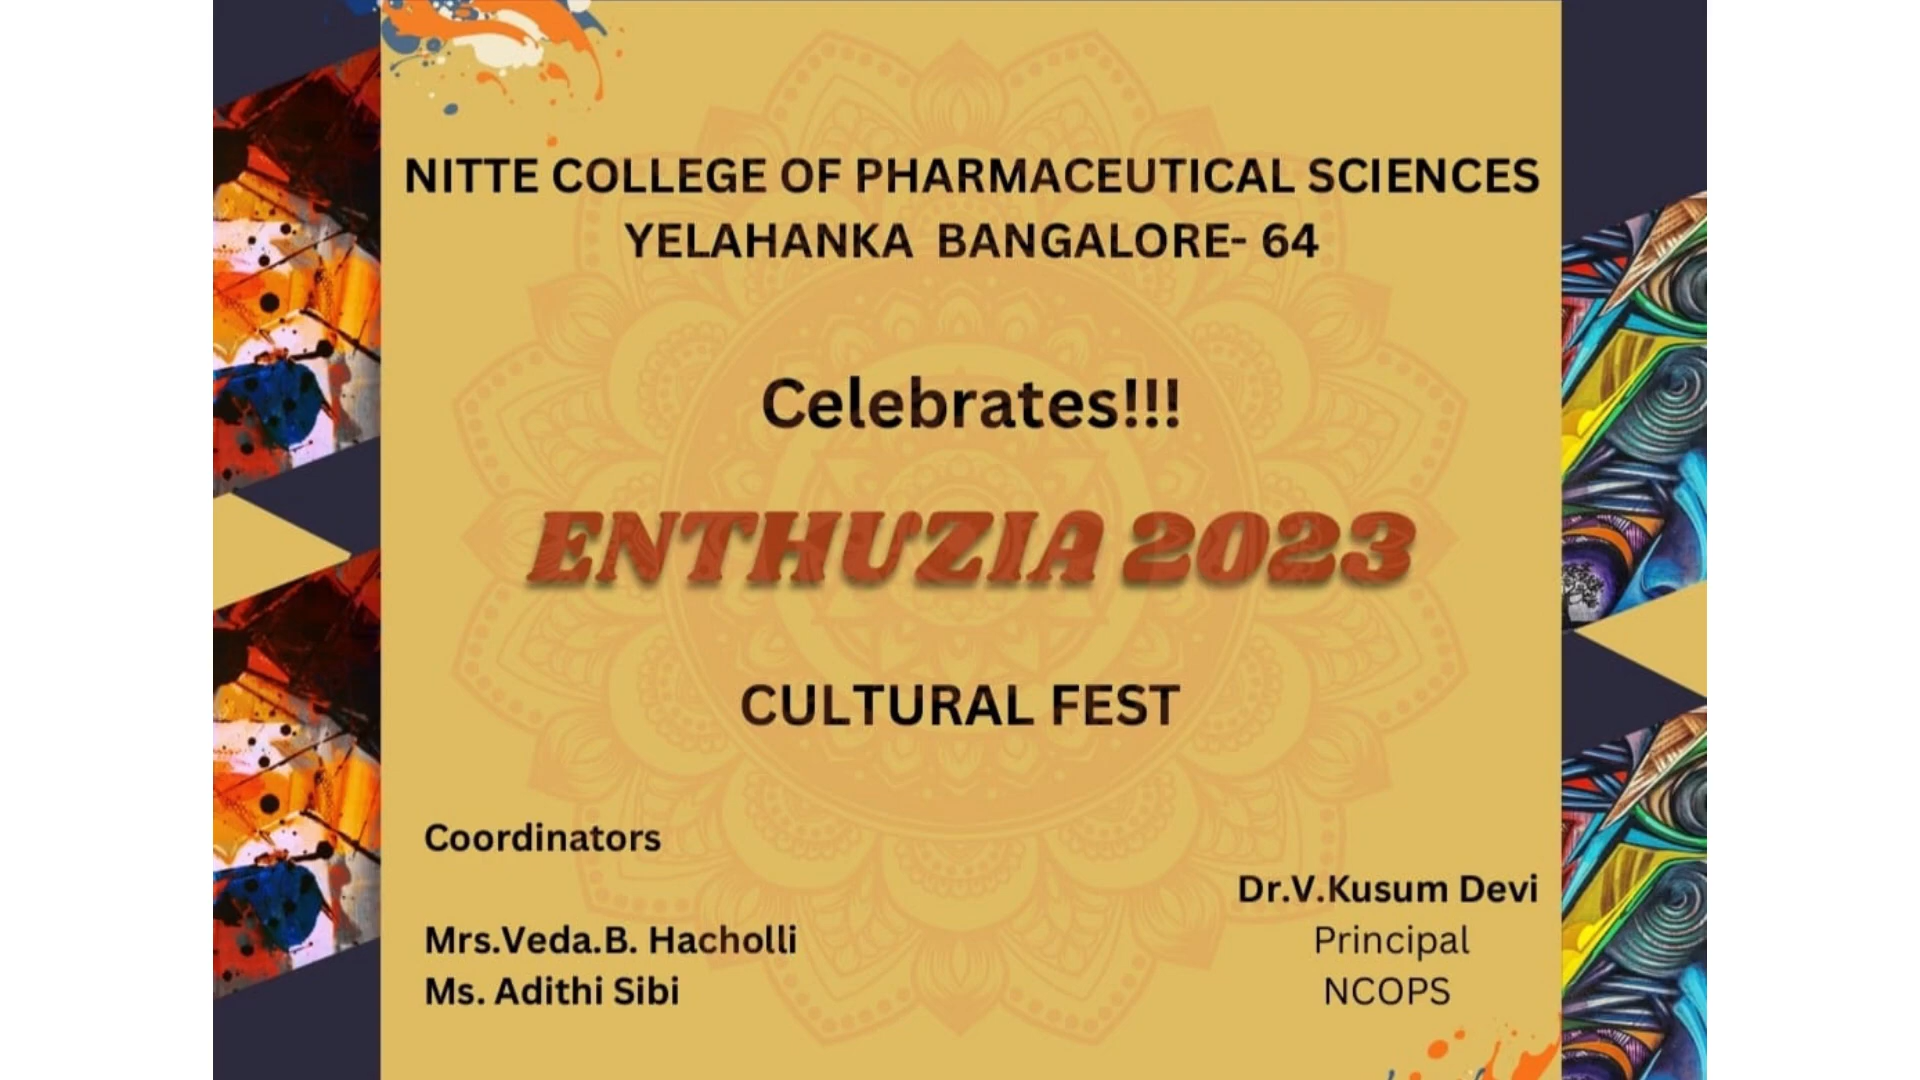 NITTE COLLEGE OF PHARMACEUTICAL SCIENCES
YELAHANKA BANGALORE- 64
Celebrates!!!
ENTHUZIA 2023
CULTURAL FEST
Coordinators
Mrs.Veda.B. Hacholli
Ms. Adithi Sibi
Dr.V.Kusum Devi
Principal
NCOPS